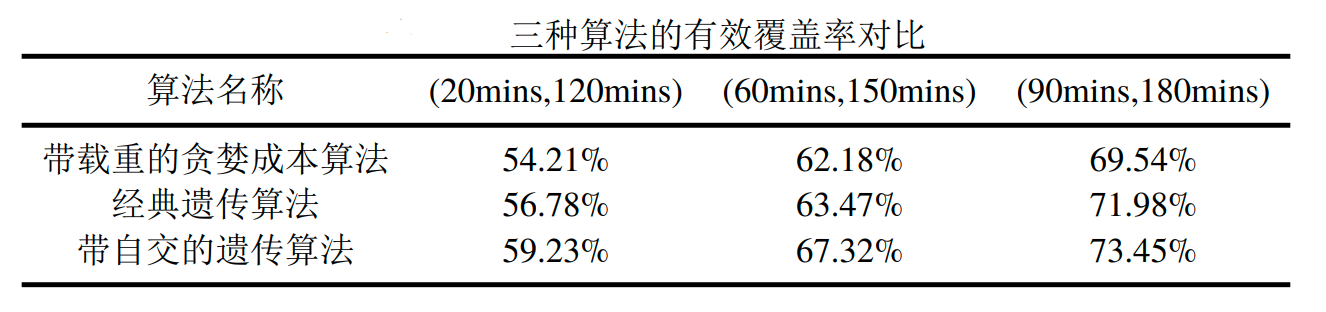 三种算法的有效覆盖率对比
算法名称 (20mins,120mins) (60mins,150mins) (90mins,180mins)
带载重的贪婪成本算法 54.21% 62.18% 69.54%
经典遗传算法 56.78% 63.47% 71.98%
带自交的遗传算法 59.23% 67.32% 73.45%